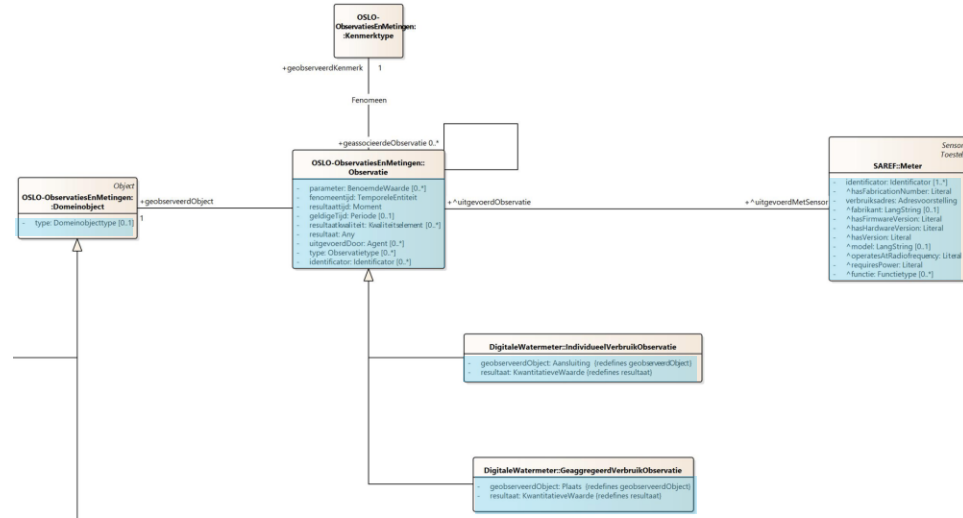 OSLO-
ObservatiesEnMetingen:
:Kenmerktype
+geobserveerdKenmerk 1
Fenomeen
+geassocieerdeObservatie 0..*
Object
OSLO-ObservatiesEnMetingen:
:Domeinobject
- type: Domeinobjecttype [0..1]
+geobserveerdObject
1
OSLO-ObservatiesEnMetingen::
Observatie
- parameter: BenoemdeWaarde [0..*]
- fenomeentijd: TemporeleEntiteit
- resultaattijd: Moment
- geldigeTijd: Periode [0..1]
- resultaatkwaliteit: Kwaliteitselement [0..*]
- resultaat: Any
- uitgevoerdDoor: Agent [0..*]
- type: Observatietype [0..*]
- identificator: Identificator [0..*]
+^uitgevoerdObservatie
+^uitgevoerdMetSensor
Sensor
Toestel
SAREF::Meter
- identificator: Identificator [1..*]
- ^hasFabricationNumber: Literal
verbruiksadres: Adresvoorstelling
- ^fabrikant: LangString [0..1]
- ^hasFirmwareVersion: Literal
- ^hasHardwareVersion: Literal
- ^hasVersion: Literal
- ^model: LangString [0..1]
- ^operatesAtRadiofrequency: Literal
- ^requiresPower: Literal
- ^functie: Functietype [0..*]
DigitaleWatermeter::IndividueelVerbruikObservatie
- geobserveerdObject: Aansluiting (redefines geobserveerdObject)
- resultaat: KwantitatieveWaarde (redefines resultaat)
DigitaleWatermeter::GeaggregeerdVerbruikObservatie
- geobserveerdObject: Plaats (redefines geobserveerdObject)
- resultaat: KwantitatieveWaarde (redefines resultaat)